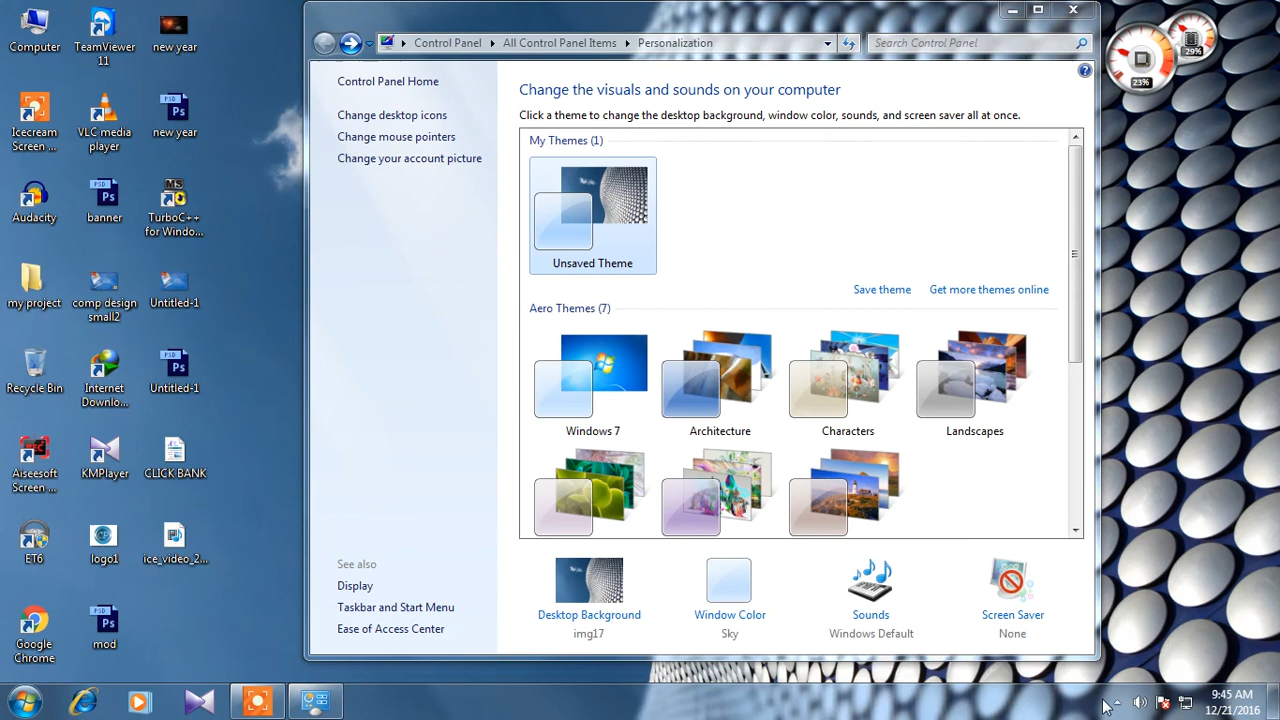 Computer
TeamViewer
11
new year
Icecream
Screen ...
VLC media
player
new year
Audacity
banner
TurboC++
for Windo...
my project
comp design
small2
Untitled-1
Recycle Bin
Internet
Downlo...
Untitled-1
Aiseesoft
Screen ...
KMPlayer
CLICK BANK
ET6
logo1
ice_video_2...
Google
Chrome
mod
Control Panel
All Control Panel Items
Personalization
Search Control Panel
Control Panel Home
Change desktop icons
Change mouse pointers
Change your account picture
See also
Display
Taskbar and Start Menu
Ease of Access Center
Change the visuals and sounds on your computer
Click a theme to change the desktop background, window color, sounds, and screen saver all at once.
My Themes (1)
Unsaved Theme
Save theme
Get more themes online
Aero Themes (7)
Windows 7
Architecture
Characters
Landscapes
Desktop Background
img17
Window Color
Sky
Sounds
Windows Default
Screen Saver
None
23%
29%
9:45 AM
12/21/2016